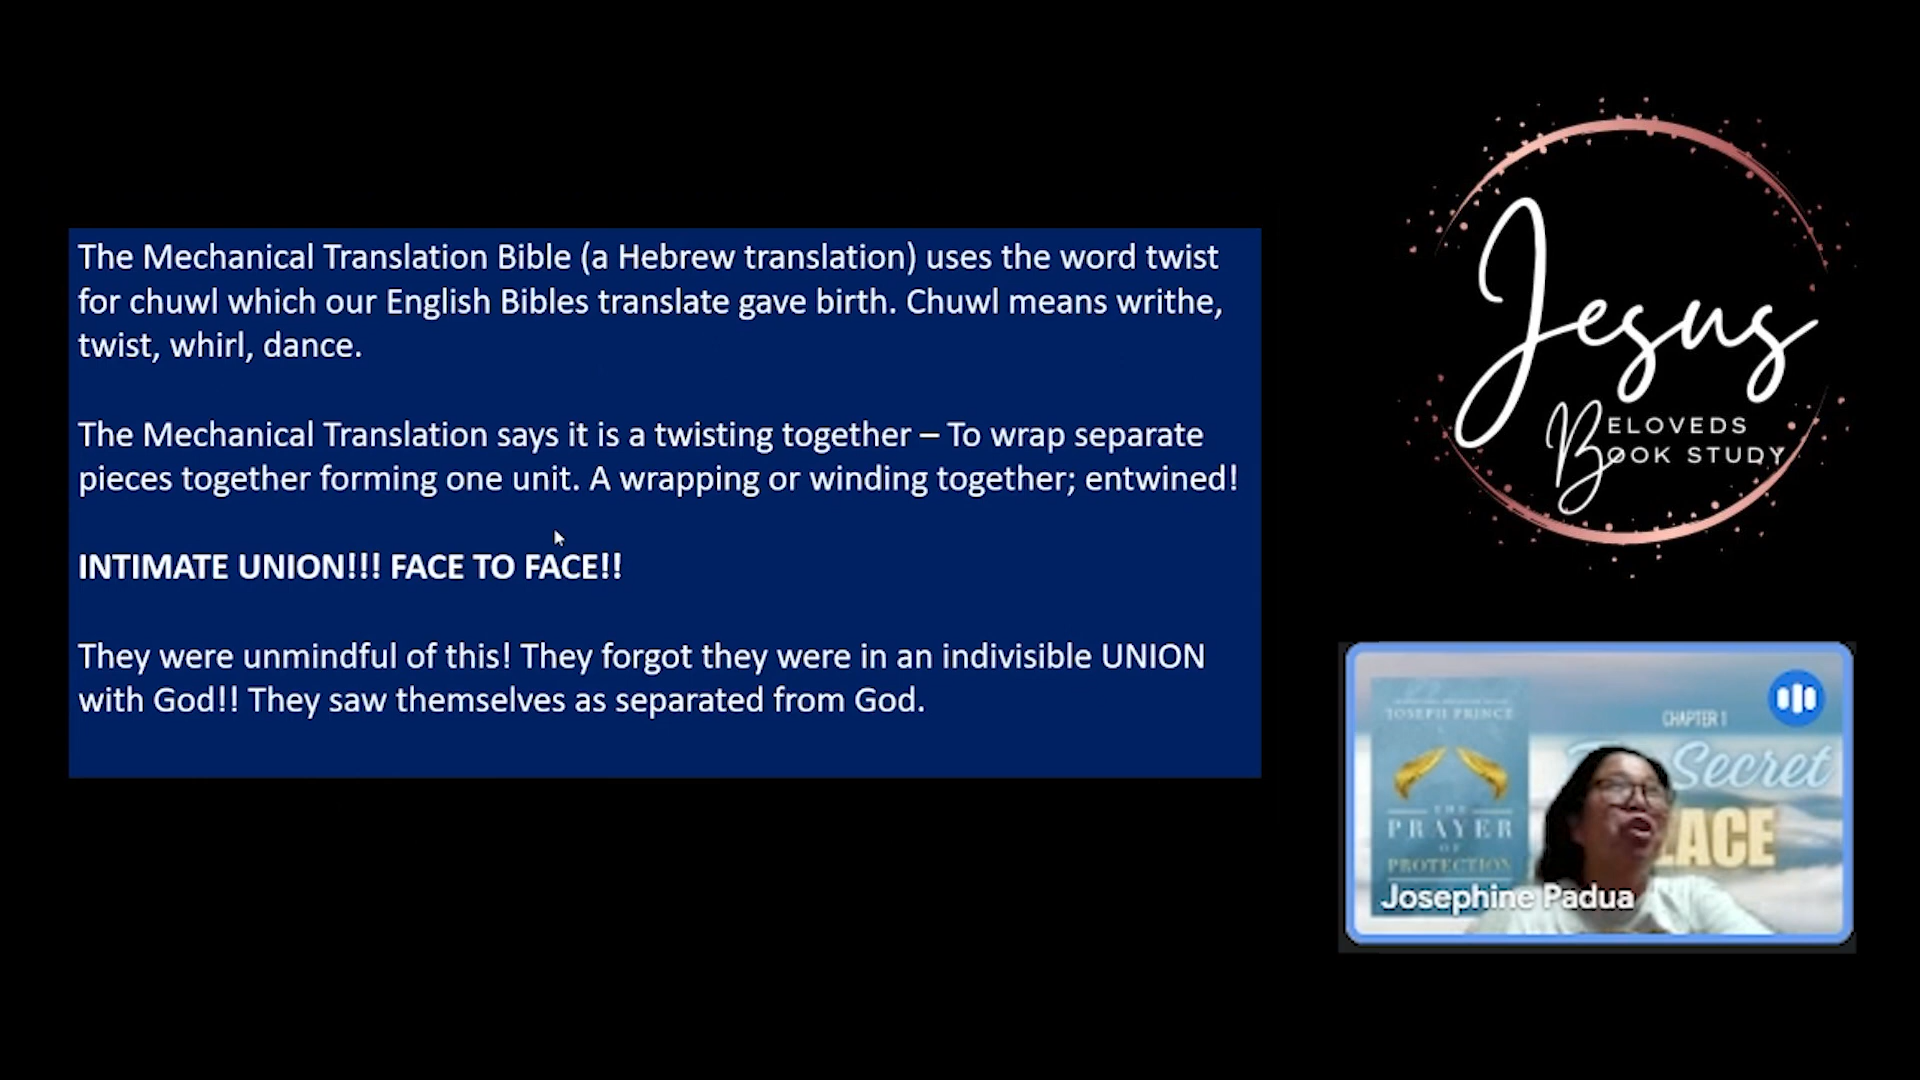 The Mechanical Translation Bible (a Hebrew translation) uses the word twist
for chuwl which our English Bibles translate gave birth. Chuwl means writhe,
twist, whirl, dance.
The Mechanical Translation says it is a twisting together – To wrap separate
pieces together forming one unit. A wrapping or winding together; entwined!
INTIMATE UNION!!! FACE TO FACE!!
They were unmindful of this! They forgot they were in an indivisible UNION
with God!! They saw themselves as separated from God.
Jesus
BELOVEDS
BOOK STUDY
JOSEPH PRINCE
THE
PRAYER
OF
PROTECTION
CHAPTER 1
Secret
LACE
Josephine Padua